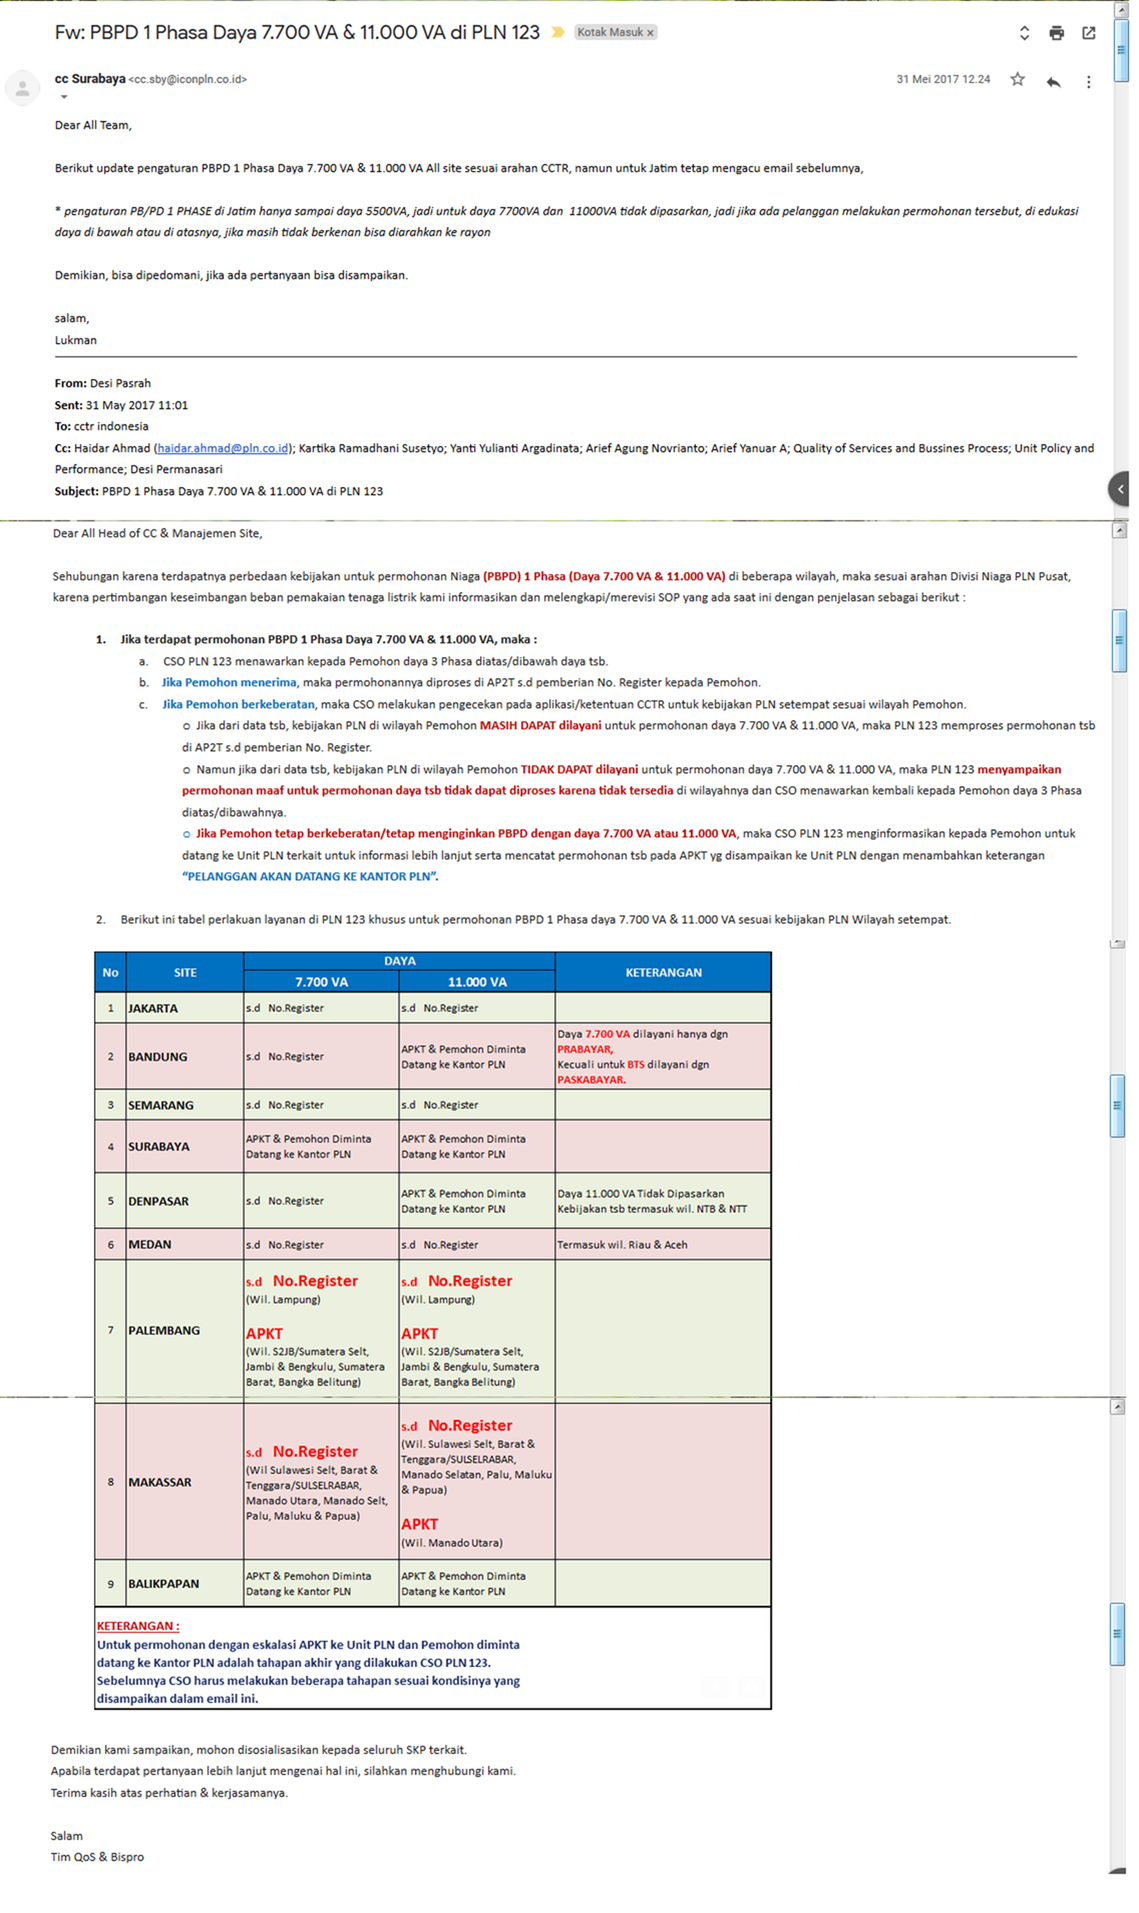 Fw: PBPD 1 Phasa Daya 7.700 VA & 11.000 VA di PLN 123
Kotak Masuk x
cc Surabaya <cc.sby@iconpln.co.id>
31 Mei 2017 12.24
Dear All Team,
Berikut update pengaturan PBPD 1 Phasa Daya 7.700 VA & 11.000 VA All site sesuai arahan CCTR, namun untuk Jatim tetap mengacu email sebelumnya,
* pengaturan PB/PD 1 PHASE di Jatim hanya sampai daya 5500VA, jadi untuk daya 7700VA dan 11000VA tidak dipasarkan, jadi jika ada pelanggan melakukan permohonan tersebut, di edukasi
daya di bawah atau di atasnya, jika masih tidak berkenan bisa diarahkan ke rayon
Demikian, bisa dipedomani, jika ada pertanyaan bisa disampaikan.
salam,
Lukman
From: Desi Pasrah
Sent: 31 May 2017 11:01
To: cctr indonesia
Cc: Haidar Ahmad (haidar.ahmad@pln.co.id); Kartika Ramadhani Susetyo; Yanti Yulianti Argadinata; Arief Agung Novrianto; Arief Yanuar A; Quality of Services and Bussines Process; Unit Policy and
Performance; Desi Permanasari
Subject: PBPD 1 Phasa Daya 7.700 VA & 11.000 VA di PLN 123
Dear All Head of CC & Manajemen Site,
Sehubungan karena terdapatnya perbedaan kebijakan untuk permohonan Niaga (PBPD) 1 Phasa (Daya 7.700 VA & 11.000 VA) di beberapa wilayah, maka sesuai arahan Divisi Niaga PLN Pusat,
karena pertimbangan keseimbangan beban pemakaian tenaga listrik kami informasikan dan melengkapi/merevisi SOP yang ada saat ini dengan penjelasan sebagai berikut :
1. Jika terdapat permohonan PBPD 1 Phasa Daya 7.700 VA & 11.000 VA, maka :
a. CSO PLN 123 menawarkan kepada Pemohon daya 3 Phasa diatas/dibawah daya tsb.
b. Jika Pemohon menerima, maka permohonannya diproses di AP2T s.d pemberian No. Register kepada Pemohon.
c. Jika Pemohon berkeberatan, maka CSO melakukan pengecekan pada aplikasi/ketentuan CCTR untuk kebijakan PLN setempat sesuai wilayah Pemohon.
o Jika dari data tsb, kebijakan PLN di wilayah Pemohon MASIH DAPAT dilayani untuk permohonan daya 7.700 VA & 11.000 VA, maka PLN 123 memproses permohonan tsb
di AP2T s.d pemberian No. Register.
o Namun jika dari data tsb, kebijakan PLN di wilayah Pemohon TIDAK DAPAT dilayani untuk permohonan daya 7.700 VA & 11.000 VA, maka PLN 123 menyampaikan
permohonan maaf untuk permohonan daya tsb tidak dapat diproses karena tidak tersedia di wilayahnya dan CSO menawarkan kembali kepada Pemohon daya 3 Phasa
diatas/dibawahnya.
o Jika Pemohon tetap berkeberatan/tetap menginginkan PBPD dengan daya 7.700 VA atau 11.000 VA, maka CSO PLN 123 menginformasikan kepada Pemohon untuk
datang ke Unit PLN terkait untuk informasi lebih lanjut serta mencatat permohonan tsb pada APKT yg disampaikan ke Unit PLN dengan menambahkan keterangan
“PELANGGAN AKAN DATANG KE KANTOR PLN”.
2. Berikut ini tabel perlakuan layanan di PLN 123 khusus untuk permohonan PBPD 1 Phasa daya 7.700 VA & 11.000 VA sesuai kebijakan PLN Wilayah setempat.
No SITE DAYA KETERANGAN
7.700 VA 11.000 VA
1 JAKARTA s.d No.Register s.d No.Register
2 BANDUNG s.d No.Register
APKT & Pemohon Diminta
Datang ke Kantor PLN
Daya 7.700 VA dilayani hanya dgn
PRABAYAR,
Kecuali untuk BTS dilayani dgn
PASKABAYAR.
3 SEMARANG s.d No.Register s.d No.Register
4 SURABAYA
APKT & Pemohon Diminta
Datang ke Kantor PLN
APKT & Pemohon Diminta
Datang ke Kantor PLN
5 DENPASAR s.d No.Register
APKT & Pemohon Diminta
Datang ke Kantor PLN
Daya 11.000 VA Tidak Dipasarkan
Kebijakan tsb termasuk wil. NTB & NTT
6 MEDAN s.d No.Register s.d No.Register Termasuk wil. Riau & Aceh
7 PALEMBANG
s.d No.Register
(Wil. Lampung)
APKT
(Wil. S2JB/Sumatera Selt,
Jambi & Bengkulu, Sumatera
Barat, Bangka Belitung)
s.d No.Register
(Wil. Lampung)
APKT
(Wil. S2JB/Sumatera Selt,
Jambi & Bengkulu, Sumatera
Barat, Bangka Belitung)
8 MAKASSAR
s.d No.Register
(Wil Sulawesi Selt, Barat &
Tenggara/SULSELRABAR,
Manado Utara, Manado Selt,
Palu, Maluku & Papua)
s.d No.Register
(Wil. Sulawesi Selt, Barat &
Tenggara/SULSELRABAR,
Manado Selatan, Palu, Maluku
& Papua)
APKT
(Wil. Manado Utara)
9 BALIKPAPAN
APKT & Pemohon Diminta
Datang ke Kantor PLN
APKT & Pemohon Diminta
Datang ke Kantor PLN
KETERANGAN :
Untuk permohonan dengan eskalasi APKT ke Unit PLN dan Pemohon diminta
datang ke Kantor PLN adalah tahapan akhir yang dilakukan CSO PLN 123.
Sebelumnya CSO harus melakukan beberapa tahapan sesuai kondisinya yang
disampaikan dalam email ini.
Demikian kami sampaikan, mohon disosialisasikan kepada seluruh SKP terkait.
Apabila terdapat pertanyaan lebih lanjut mengenai hal ini, silahkan menghubungi kami.
Terima kasih atas perhatian & kerjasamanya.
Salam
Tim QoS & Bispro